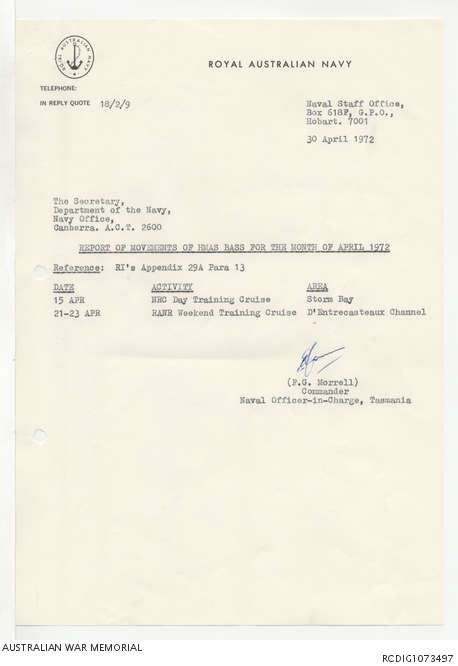 ROYAL AUSTRALIAN NAVY
ROYAL AUSTRALIAN NAVY
TELEPHONE:
IN REPLY QUOTE 18/2/9
Naval Staff Office,
Box 618F, G.P.O.,
Hobart. 7001
30 April 1972
The Secretary,
Department of the Navy,
Navy Office,
Canberra. A.C.T. 2600
REPORT OF MOVEMENTS OF HMAS BASS FOR THE MONTH OF APRIL 1972
Reference: RI's Appendix 29A Para 13
DATE ACTIVITY AREA
15 APR NRC Day Training Cruise Storm Bay
21-23 APR RANR Weekend Training Cruise D'Entrecasteaux Channel
(F.G. Morrell)
Commander
Naval Officer-in-Charge, Tasmania
AUSTRALIAN WAR MEMORIAL
RCDIG1073497